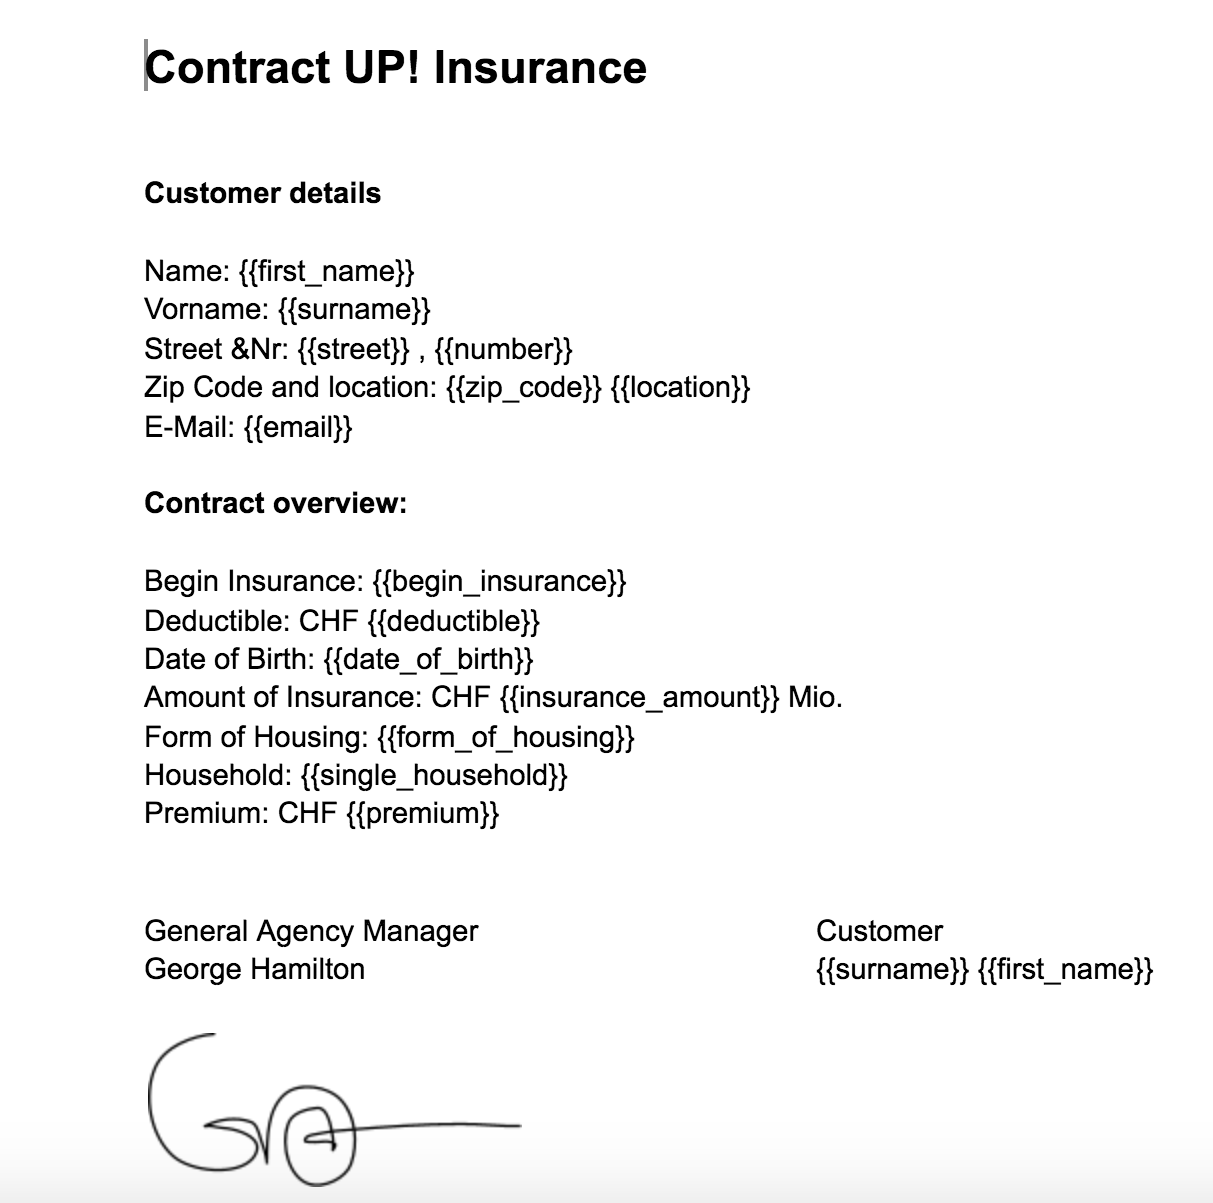 Contract UP! Insurance
Customer details
Name: {{first_name}}
Vorname: {{surname}}
Street &Nr: {{street}} , {{number}}
Zip Code and location: {{zip_code}} {{location}}
E-Mail: {{email}}
Contract overview:
Begin Insurance: {{begin_insurance}}
Deductible: CHF {{deductible}}
Date of Birth: {{date_of_birth}}
Amount of Insurance: CHF {{insurance_amount}} Mio.
Form of Housing: {{form_of_housing}}
Household: {{single_household}}
Premium: CHF {{premium}}
General Agency Manager
George Hamilton
Customer
{{surname}} {{first_name}}